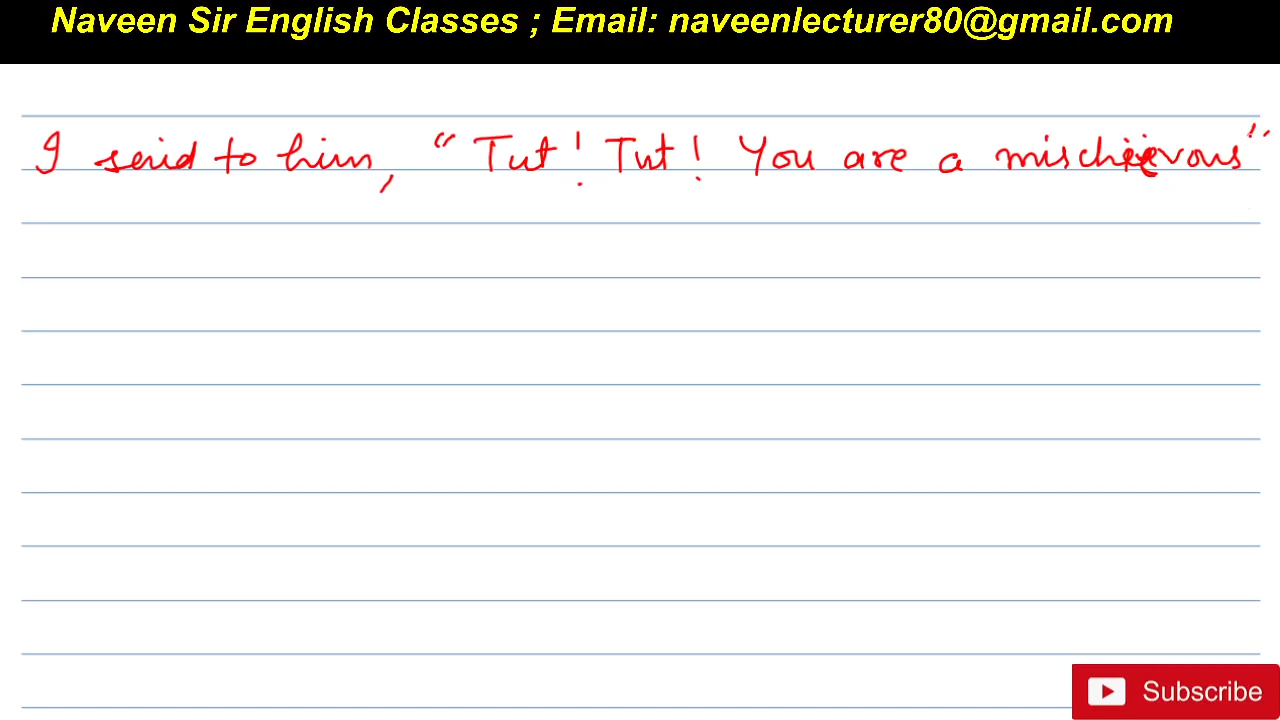 Naveen Sir English Classes ; Email: naveenlecturer80@gmail.com
I said to him, “Tut! Tut! You are a mischievous”
Subscribe